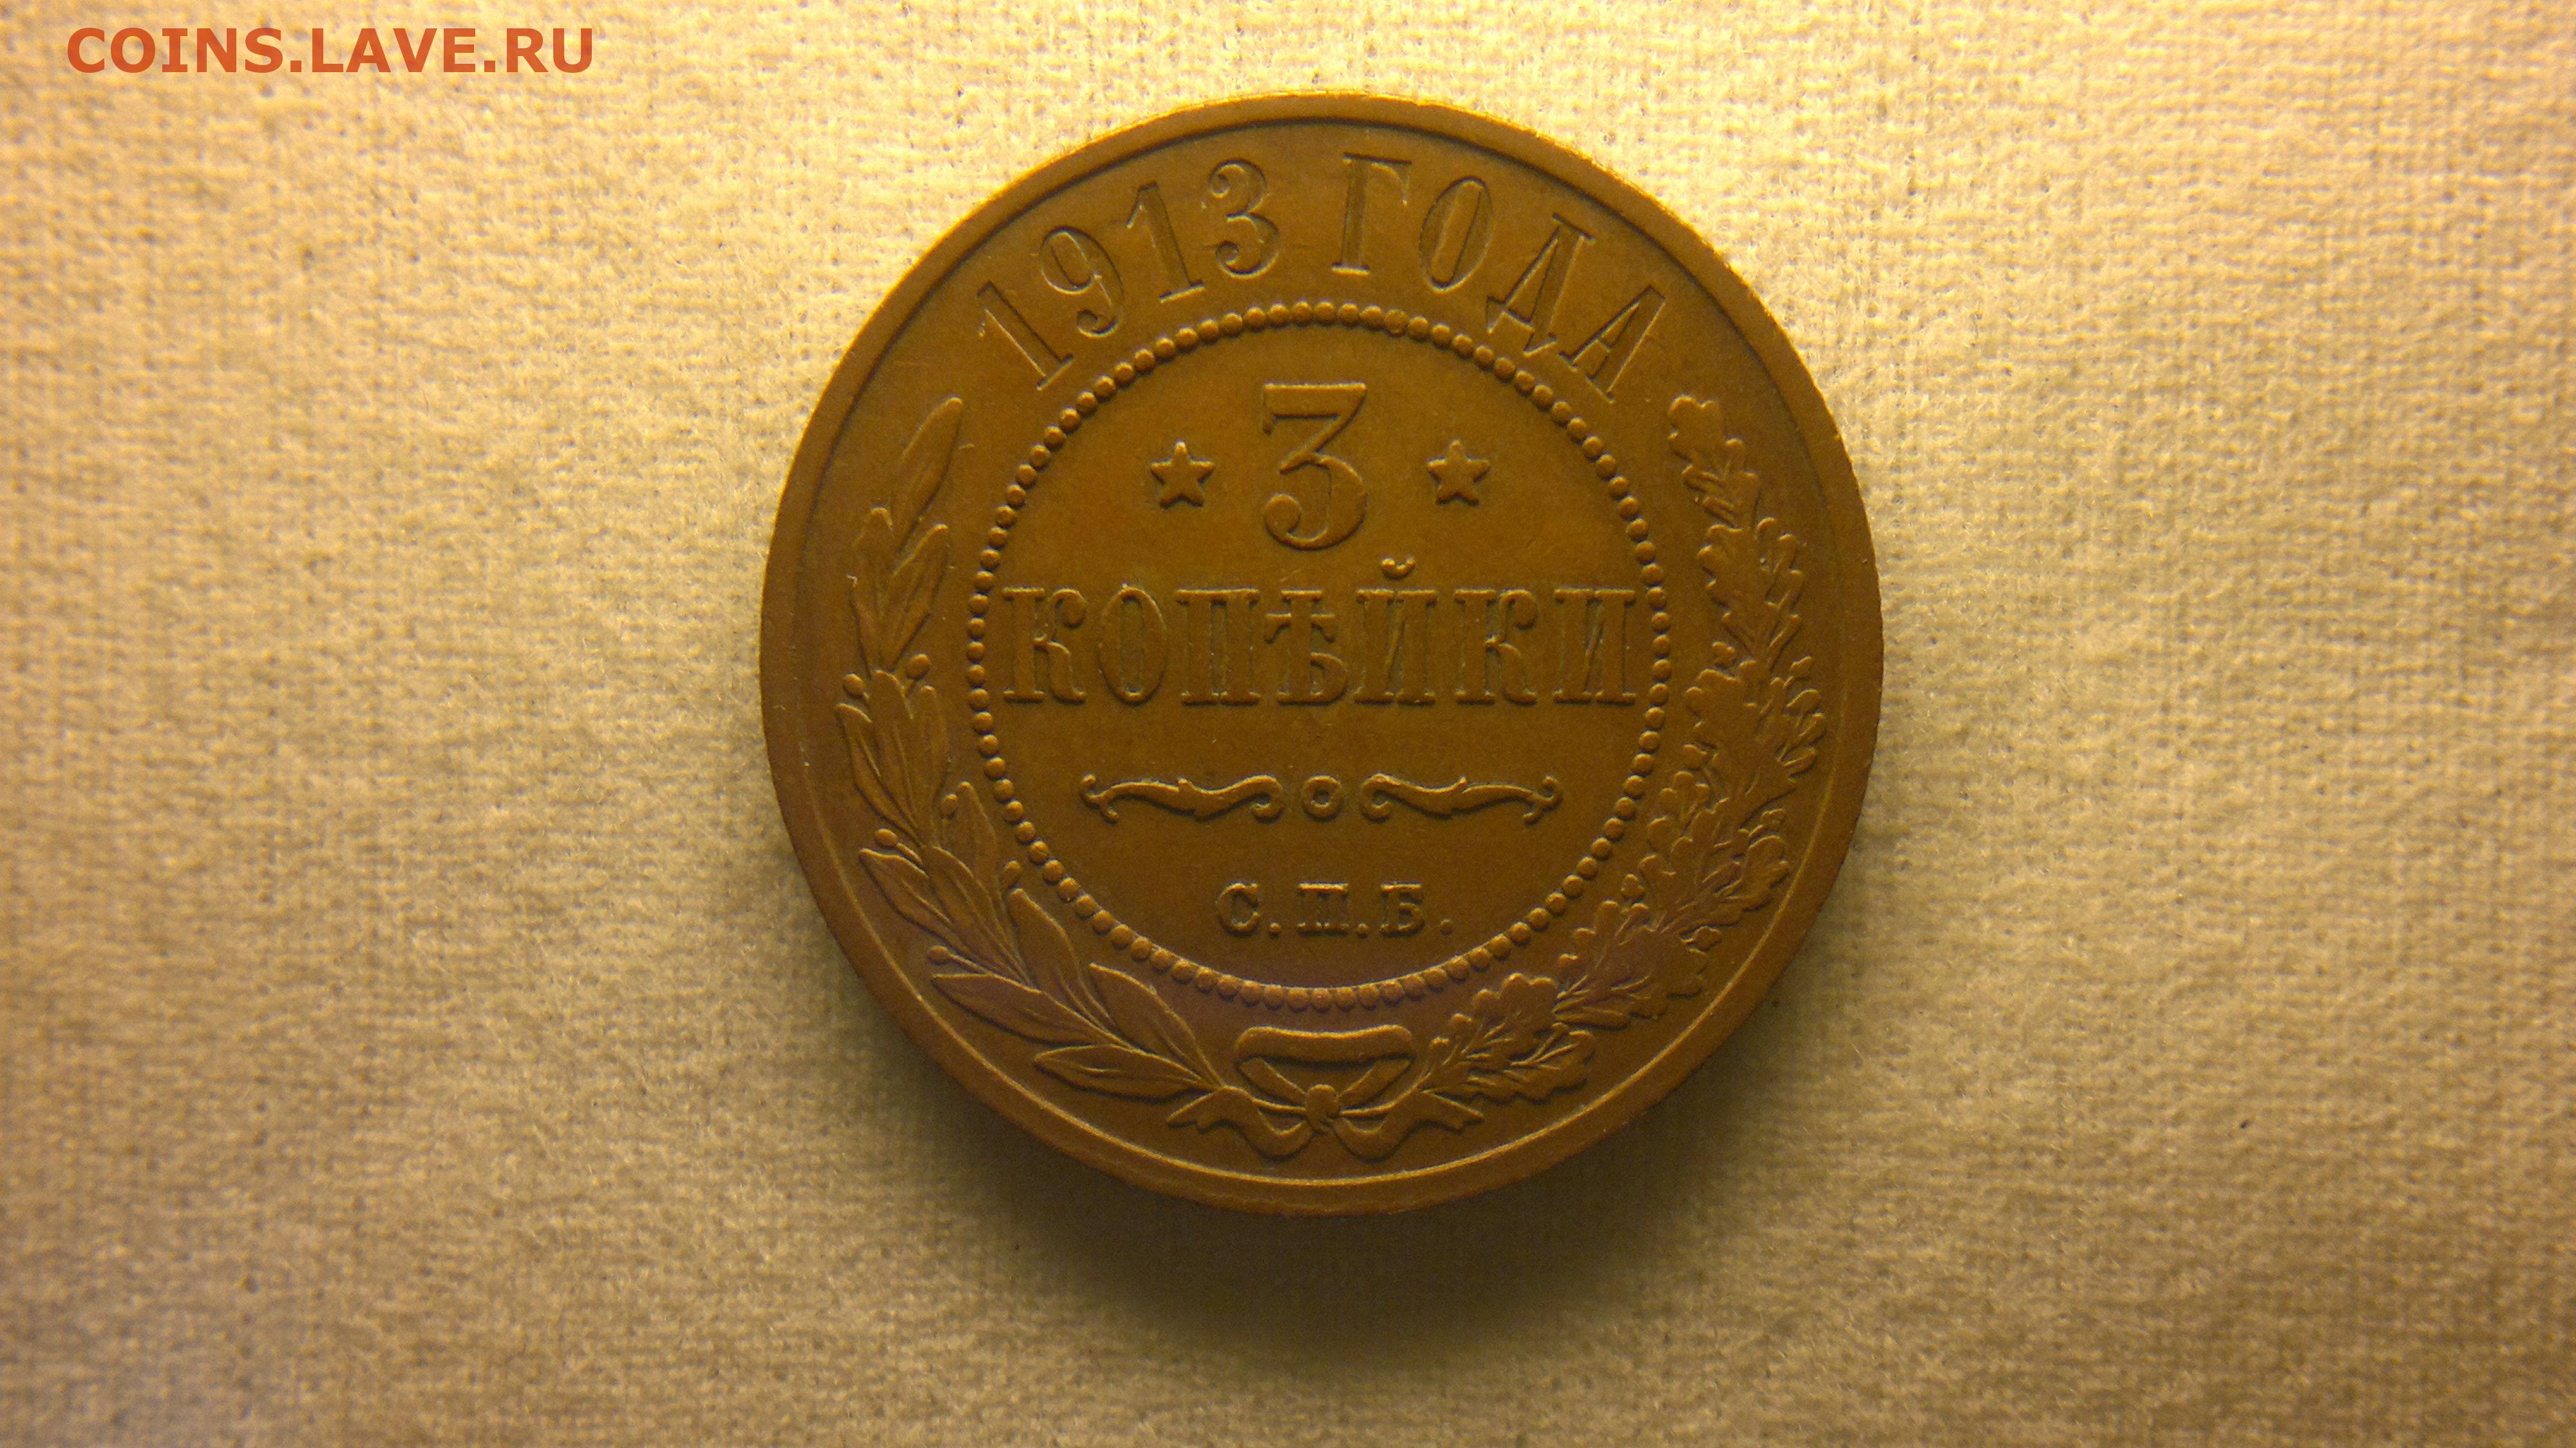 COINS.LAVE.RU
1913 ГОДА
3
КОПѢЙКИ
С.П.Б.